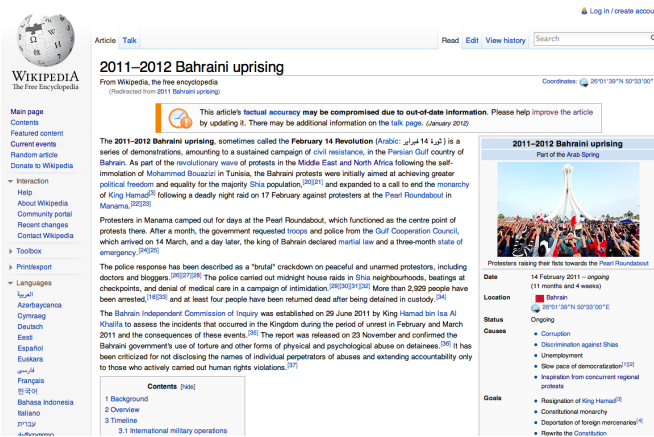 Log in / create accou
WIKIPEDIA
The Free Encyclopedia
Main page
Contents
Featured content
Current events
Random article
Donate to Wikipedia
Interaction
Help
About Wikipedia
Community portal
Recent changes
Contact Wikipedia
Toolbox
Print/export
Languages
العربية
Azərbaycanca
Cymraeg
Deutsch
Eesti
Español
Euskara
فارسی
Français
한국어
Bahasa Indonesia
Italiano
עברית
Article Talk
Read Edit View history Search
2011–2012 Bahraini uprising
From Wikipedia, the free encyclopedia
(Redirected from 2011 Bahraini uprising)
Coordinates: 26°01′39″N 50°33′00″
This article's factual accuracy may be compromised due to out-of-date information. Please help improve the article
by updating it. There may be additional information on the talk page. (January 2012)
The 2011–2012 Bahraini uprising, sometimes called the February 14 Revolution (Arabic: ثورة 14 فبراير) is a
series of demonstrations, amounting to a sustained campaign of civil resistance, in the Persian Gulf country of
Bahrain. As part of the revolutionary wave of protests in the Middle East and North Africa following the self-
immolation of Mohammed Bouazizi in Tunisia, the Bahraini protests were initially aimed at achieving greater
political freedom and equality for the majority Shia population,[20][21] and expanded to a call to end the monarchy
of King Hamad[3] following a deadly night raid on 17 February against protesters at the Pearl Roundabout in
Manama.[22][23]
Protesters in Manama camped out for days at the Pearl Roundabout, which functioned as the centre point of
protests there. After a month, the government requested troops and police from the Gulf Cooperation Council,
which arrived on 14 March, and a day later, the king of Bahrain declared martial law and a three-month state of
emergency.[24][25]
The police response has been described as a "brutal" crackdown on peaceful and unarmed protesters, including
doctors and bloggers.[26][27][28] The police carried out midnight house raids in Shia neighbourhoods, beatings at
checkpoints, and denial of medical care in a campaign of intimidation.[29][30][31][32] More than 2,929 people have
been arrested,[18][33] and at least four people have been returned dead after being detained in custody.[34]
The Bahrain Independent Commission of Inquiry was established on 29 June 2011 by King Hamad bin Isa Al
Khalifa to assess the incidents that occurred in the Kingdom during the period of unrest in February and March
2011 and the consequences of these events.[35] The report was released on 23 November and confirmed the
Bahraini government's use of torture and other forms of physical and psychological abuse on detainees.[36] It has
been criticized for not disclosing the names of individual perpetrators of abuses and extending accountability only
to those who actively carried out human rights violations.[37]
Contents [hide]
1 Background
2 Overview
3 Timeline
3.1 International military operations
2011–2012 Bahraini uprising
Part of the Arab Spring
Protesters raising their fists towards the Pearl Roundabout
Date 14 February 2011 – ongoing
(11 months and 4 weeks)
Location Bahrain
26°01′39″N 50°33′00″E
Status Ongoing
Causes • Corruption
• Discrimination against Shias
• Unemployment
• Slow pace of democratization[1][2]
• Inspiration from concurrent regional
protests
Goals • Resignation of King Hamad[3]
• Constitutional monarchy
• Deportation of foreign mercenaries[4]
• Rewrite the Constitution